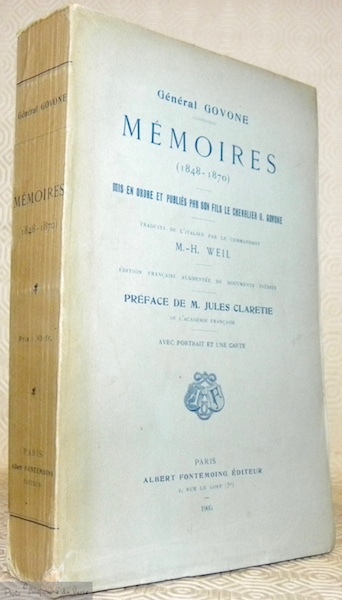 Général GOVONE
MÉMOIRES
(1848-1870)
MIS EN ORDRE ET PUBLIÉS PAR SON FILS LE CHEVALIER U. GOVONE
TRADUITS DE L'ITALIEN PAR LE COMMANDANT
M.-H. WEIL
ÉDITION FRANÇAISE AUGMENTÉE DE DOCUMENTS INÉDITS
PRÉFACE DE M. JULES CLARETIE
DE L'ACADÉMIE FRANÇAISE
AVEC PORTRAIT ET UNE CARTE
PARIS
ALBERT FONTEMOING, ÉDITEUR
4, RUE LE GOFF (5e)
1905
Général GOVONE
MÉMOIRES
(1848-1870)
PARIS
Albert FONTEMOING
ÉDITEUR